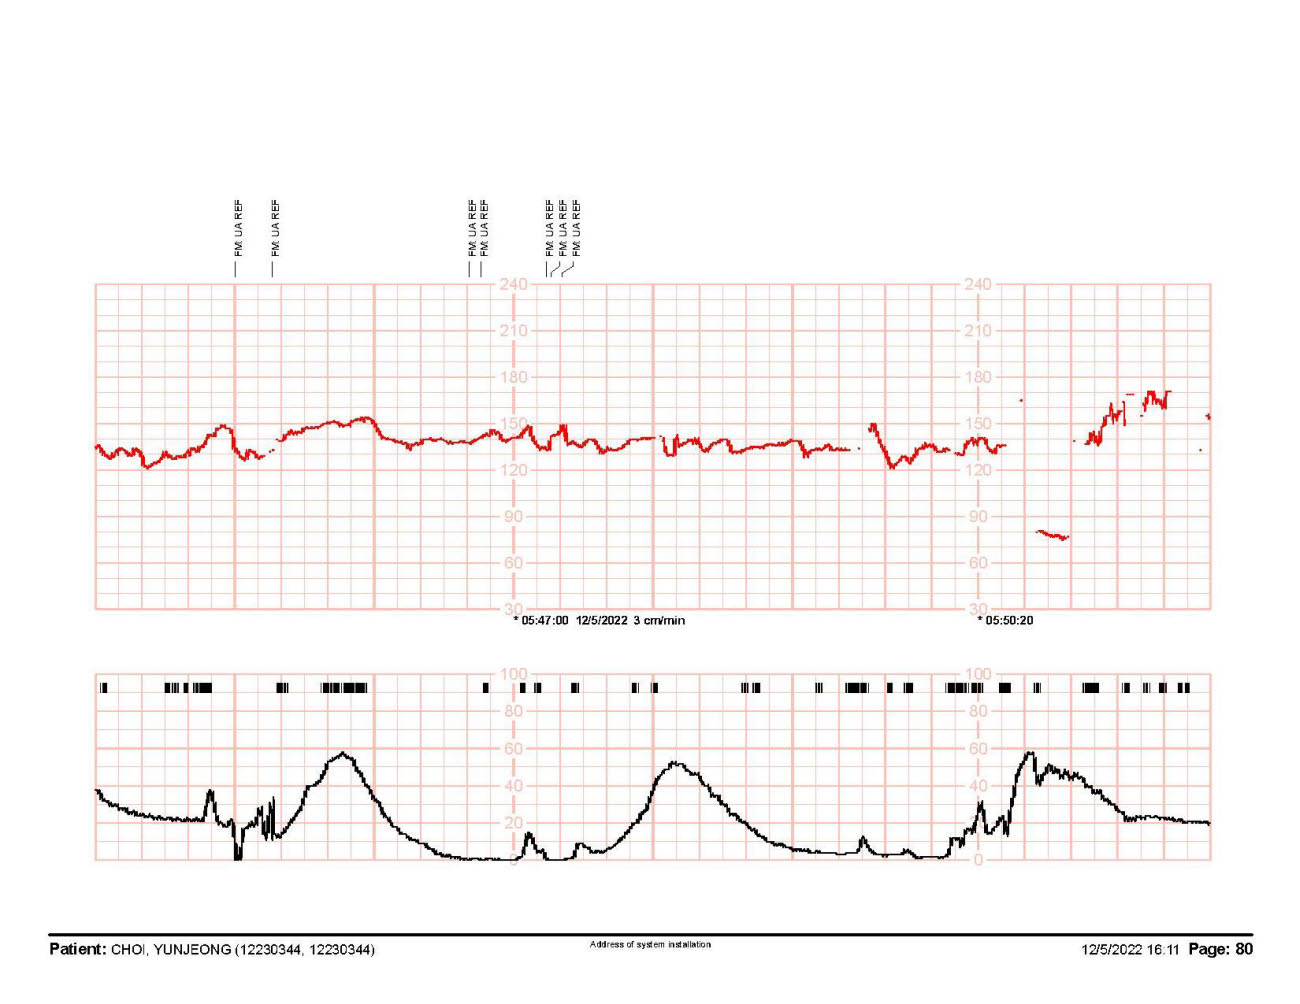 FM: UA REF
FM: UA REF
FM: UA REF
FM: UA REF
FM: UA REF
FM: UA REF
FM: UA REF
240 240
210 210
180 180
150 150
120 120
90 90
60 60
30 30
* 05:47:00 12/5/2022 3 cm/min * 05:50:20
100 100
80 80
60 60
40 40
20 20
0 0
Patient: CHOI, YUNJEONG (12230344, 12230344) Address of system installation 12/5/2022 16:11 Page: 80